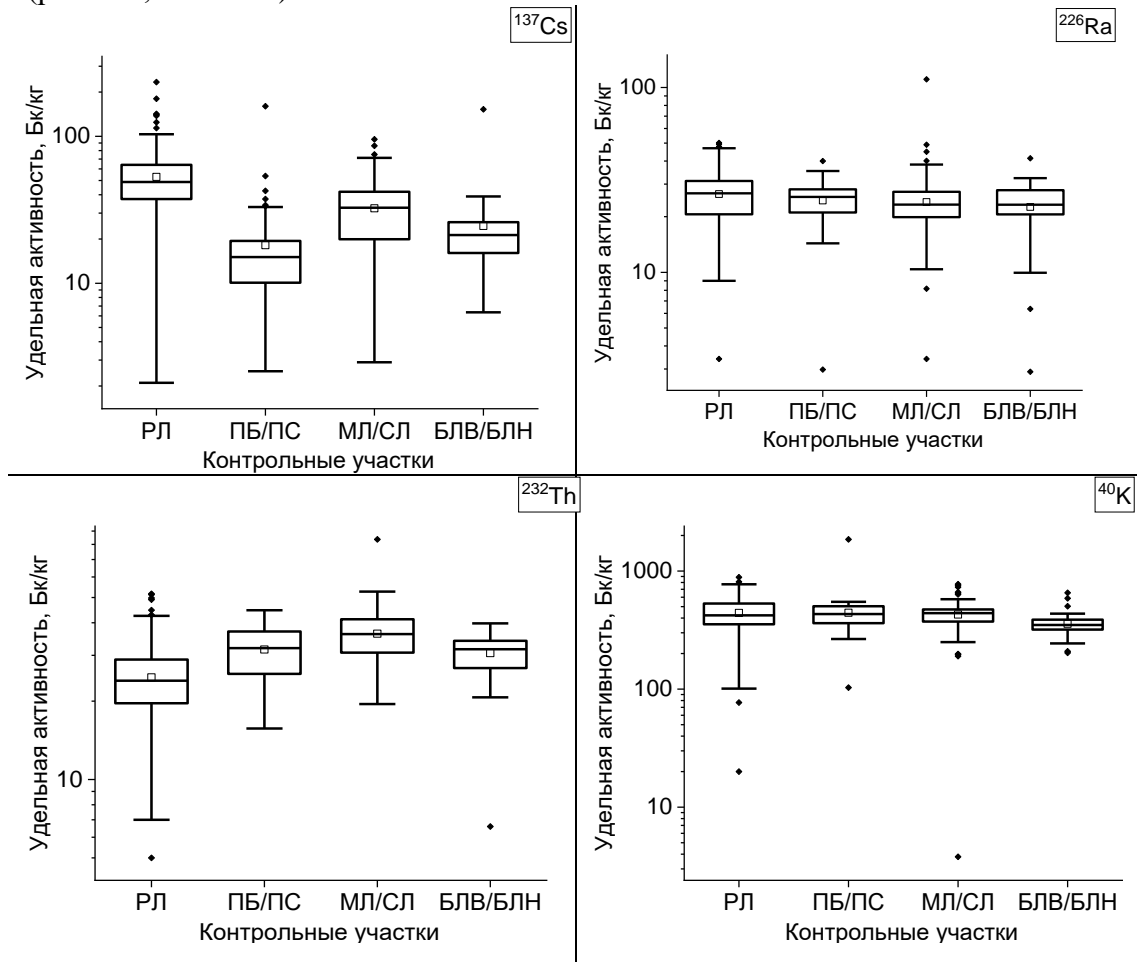 ¹³⁷Cs
Удельная активность, Бк/кг
100
10
РЛ ПБ/ПС МЛ/СЛ БЛВ/БЛН
Контрольные участки
²²⁶Ra
Удельная активность, Бк/кг
100
10
РЛ ПБ/ПС МЛ/СЛ БЛВ/БЛН
Контрольные участки
²³²Th
Удельная активность, Бк/кг
10
РЛ ПБ/ПС МЛ/СЛ БЛВ/БЛН
Контрольные участки
⁴⁰K
Удельная активность, Бк/кг
1000
100
10
РЛ ПБ/ПС МЛ/СЛ БЛВ/БЛН
Контрольные участки